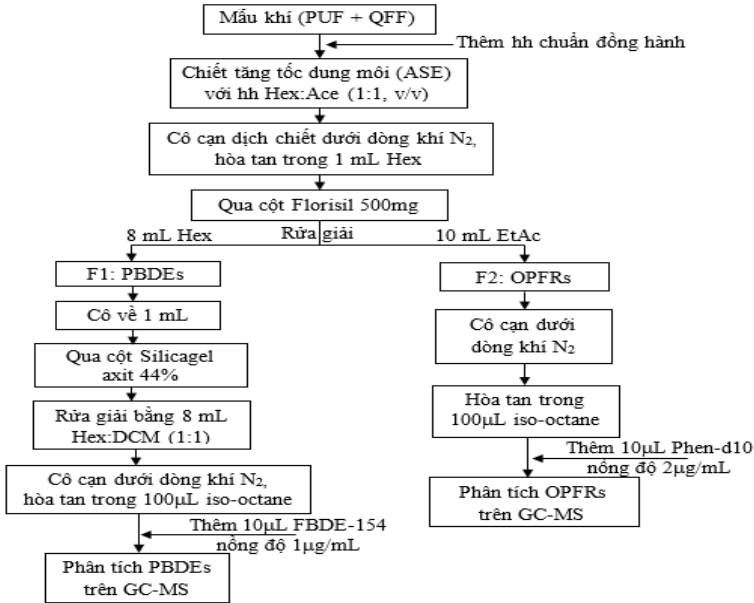 Mẫu khí (PUF + QFF)
Thêm hh chuẩn đồng hành
Chiết tăng tốc dung môi (ASE)
với hh Hex:Ace (1:1, v/v)
Cô cạn dịch chiết dưới dòng khí N₂,
hòa tan trong 1 mL Hex
Qua cột Florisil 500mg
8 mL Hex
Rửa giải
10 mL EtAc
F1: PBDEs
Cô về 1 mL
Qua cột Silicagel
axit 44%
Rửa giải bằng 8 mL
Hex:DCM (1:1)
Cô cạn dưới dòng khí N₂,
hòa tan trong 100μL iso-octane
Thêm 10μL FBDE-154
nồng độ 1μg/mL
Phân tích PBDEs
trên GC-MS
F2: OPFRs
Cô cạn dưới
dòng khí N₂
Hòa tan trong
100μL iso-octane
Thêm 10μL Phen-d10
nồng độ 2μg/mL
Phân tích OPFRs
trên GC-MS